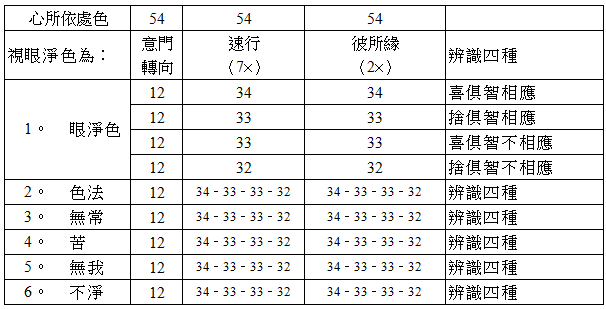 心所依處色 54 54 54
視眼淨色為： 意門轉向 速行（7×） 彼所緣（2×） 辨識四種
1。 眼淨色 12 34 34 喜俱智相應
12 33 33 捨俱智相應
12 33 33 喜俱智不相應
12 32 32 捨俱智不相應
2。 色法 12 34﹣33﹣33﹣32 34﹣33﹣33﹣32 辨識四種
3。 無常 12 34﹣33﹣33﹣32 34﹣33﹣33﹣32 辨識四種
4。 苦 12 34﹣33﹣33﹣32 34﹣33﹣33﹣32 辨識四種
5。 無我 12 34﹣33﹣33﹣32 34﹣33﹣33﹣32 辨識四種
6。 不淨 12 34﹣33﹣33﹣32 34﹣33﹣33﹣32 辨識四種